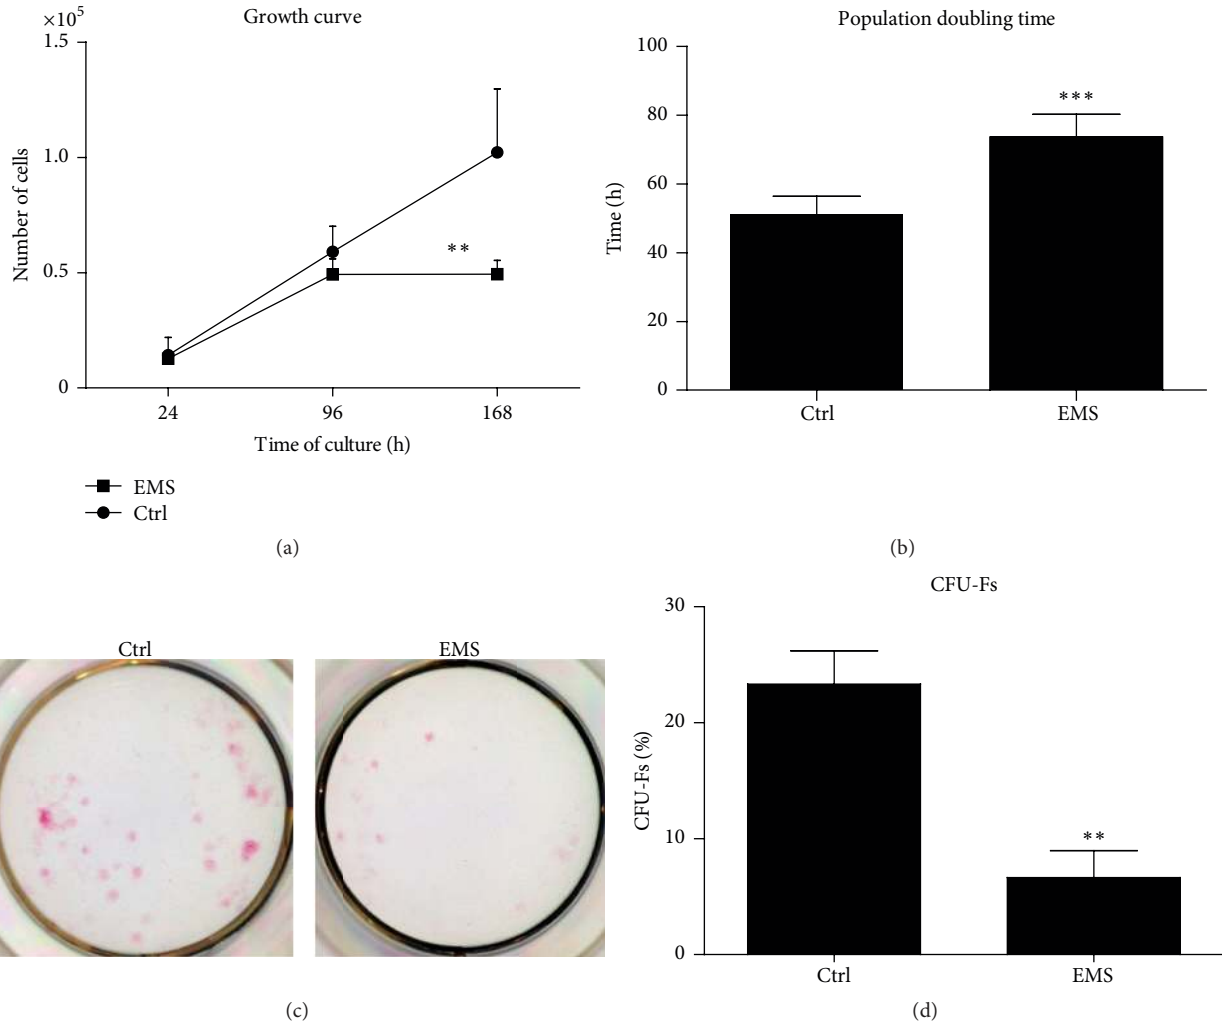 Growth curve
×10⁵
1.5
1.0
0.5
0
Number of cells
**
24 96 168
Time of culture (h)
EMS
Ctrl
(a)
Population doubling time
100
80
60
40
20
0
Time (h)
***
Ctrl EMS
(b)
Ctrl EMS
(c)
CFU-Fs
30
20
10
0
CFU-Fs (%)
**
Ctrl EMS
(d)